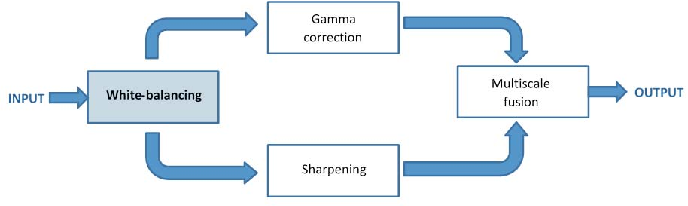 Gamma
correction
INPUT
White-balancing
Multiscale
fusion
OUTPUT
Sharpening